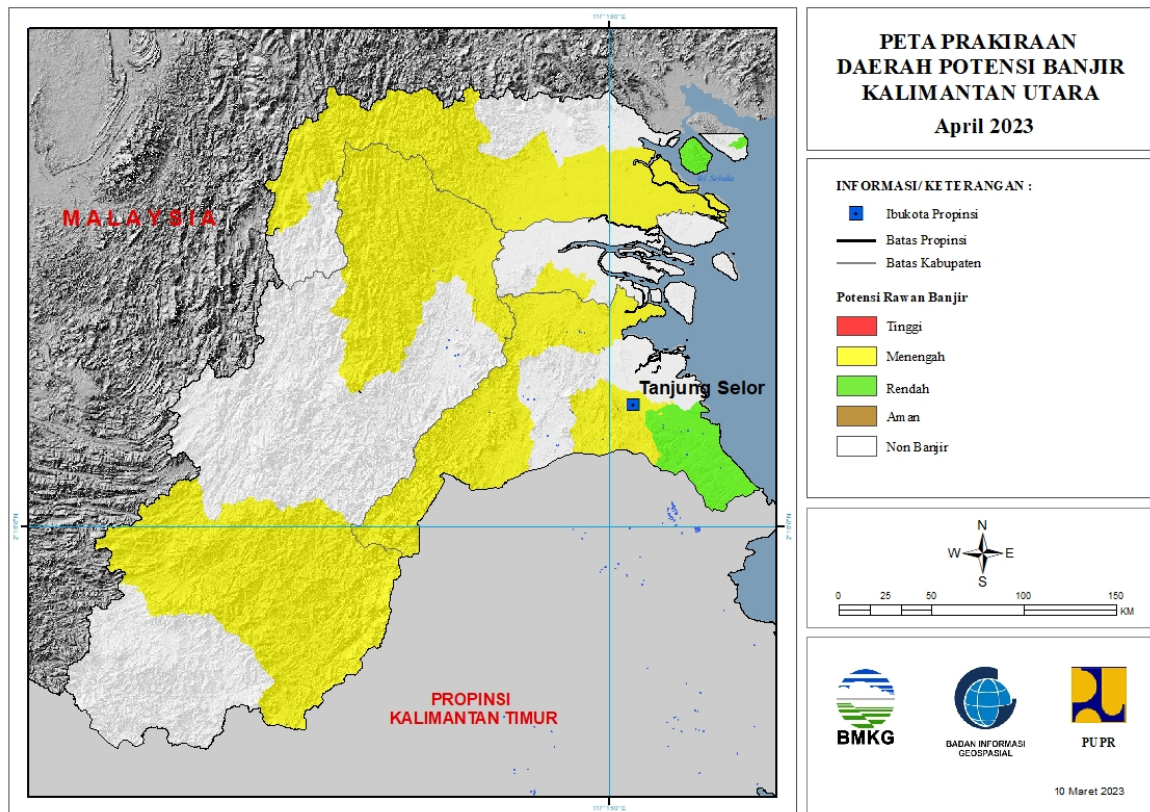 PETA PRAKIRAAN
DAERAH POTENSI BANJIR
KALIMANTAN UTARA
April 2023
INFORMASI/ KETERANGAN :
Ibukota Propinsi
Batas Propinsi
Batas Kabupaten
Potensi Rawan Banjir
Tinggi
Menengah
Rendah
Aman
Non Banjir
N
W E
S
0 25 50 100 150
KM
BMKG
BADAN INFORMASI
GEOSPASIAL
PUPR
10 Maret 2023
MALAYSIA
Tanjung Selor
PROPINSI
KALIMANTAN TIMUR